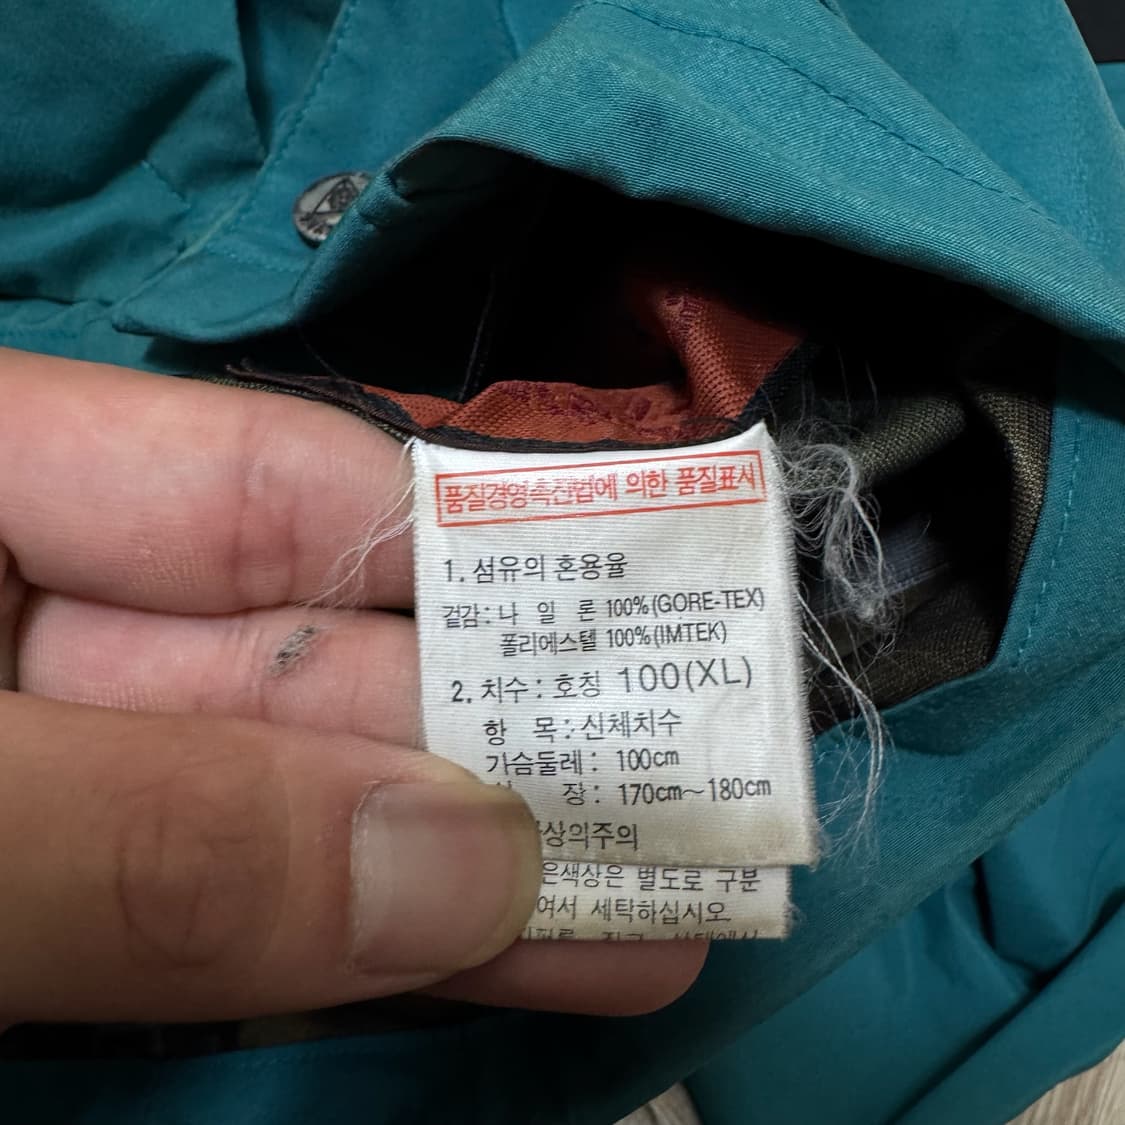 품질경영촉진법에 의한 품질표시
1. 섬유의 혼용율
겉감 : 나 일 론 100%(GORE-TEX)
폴리에스텔 100%(IMTEK)
2. 치수 : 호칭 100(XL)
항 목 : 신체치수
가슴둘레 : 100cm
장 : 170cm~180cm
상의주의
은색상은 별도로 구분
여서 세탁하십시오